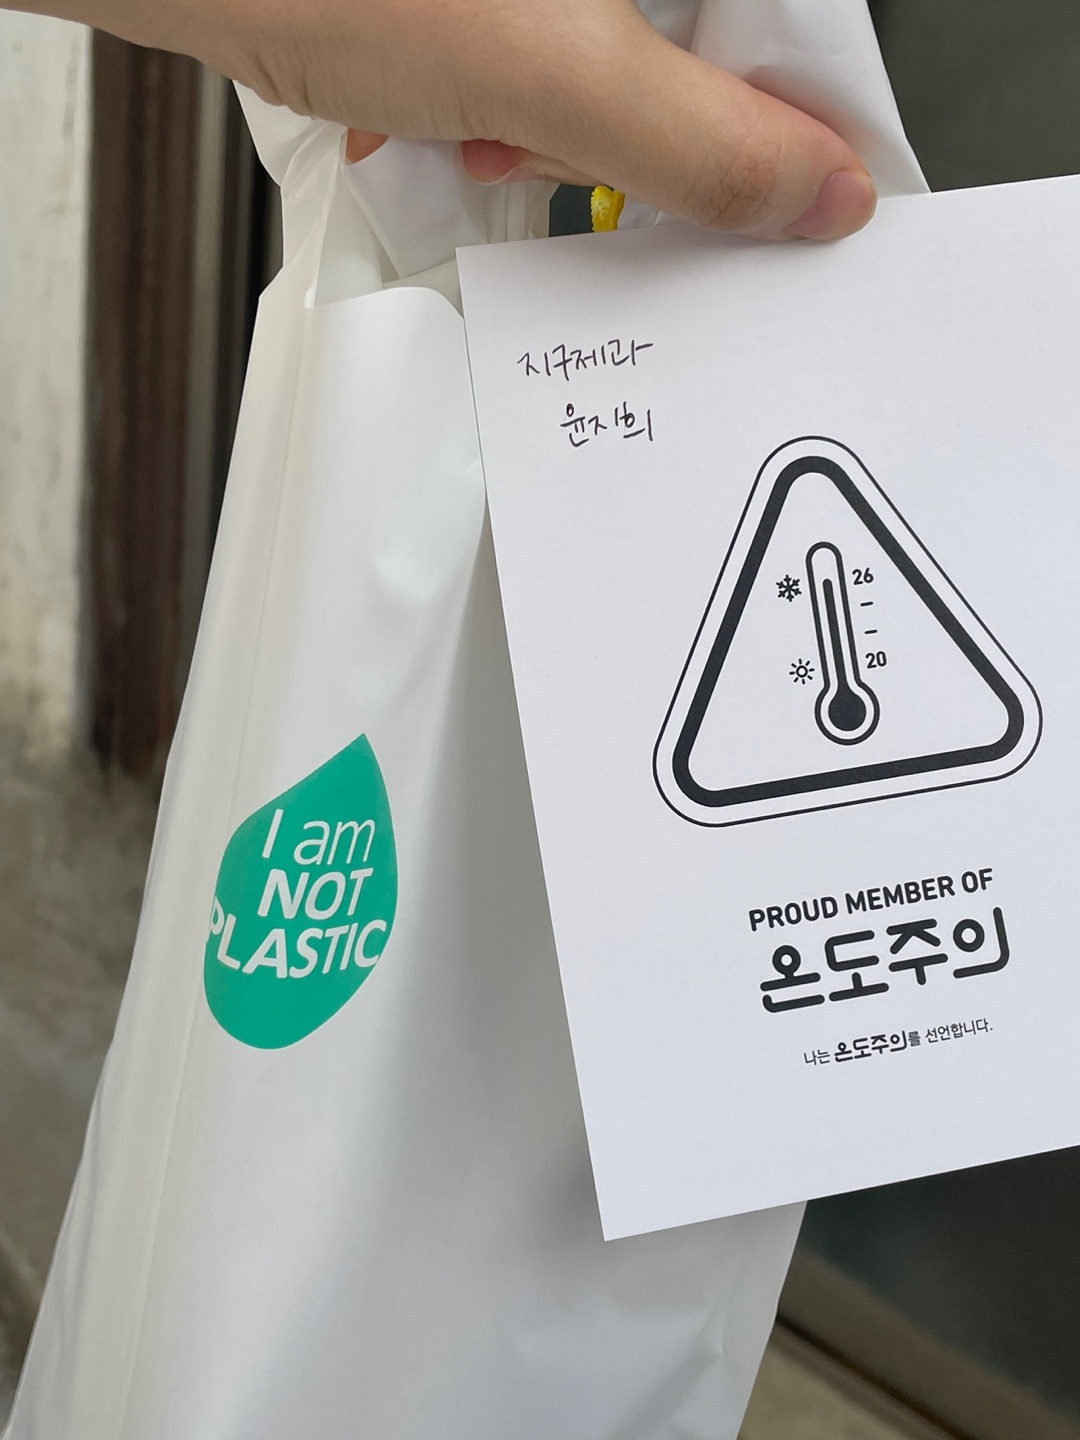 지구제과
윤지희
26
20
PROUD MEMBER OF
온도주의
나는 온도주의를 선언합니다.
I am
NOT
PLASTIC